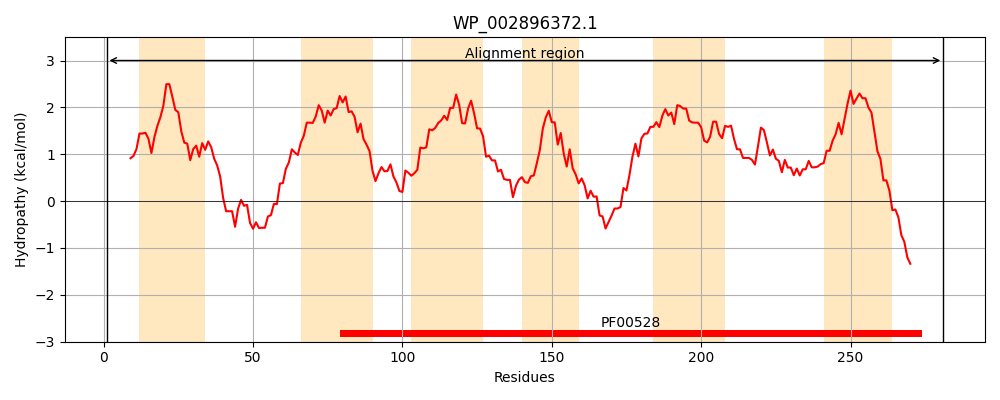 WP_002896372.1
Alignment region
3
2
1
0
−1
−2
−3
Hydropathy (kcal/mol)
PF00528
0 50 100 150 200 250
Residues